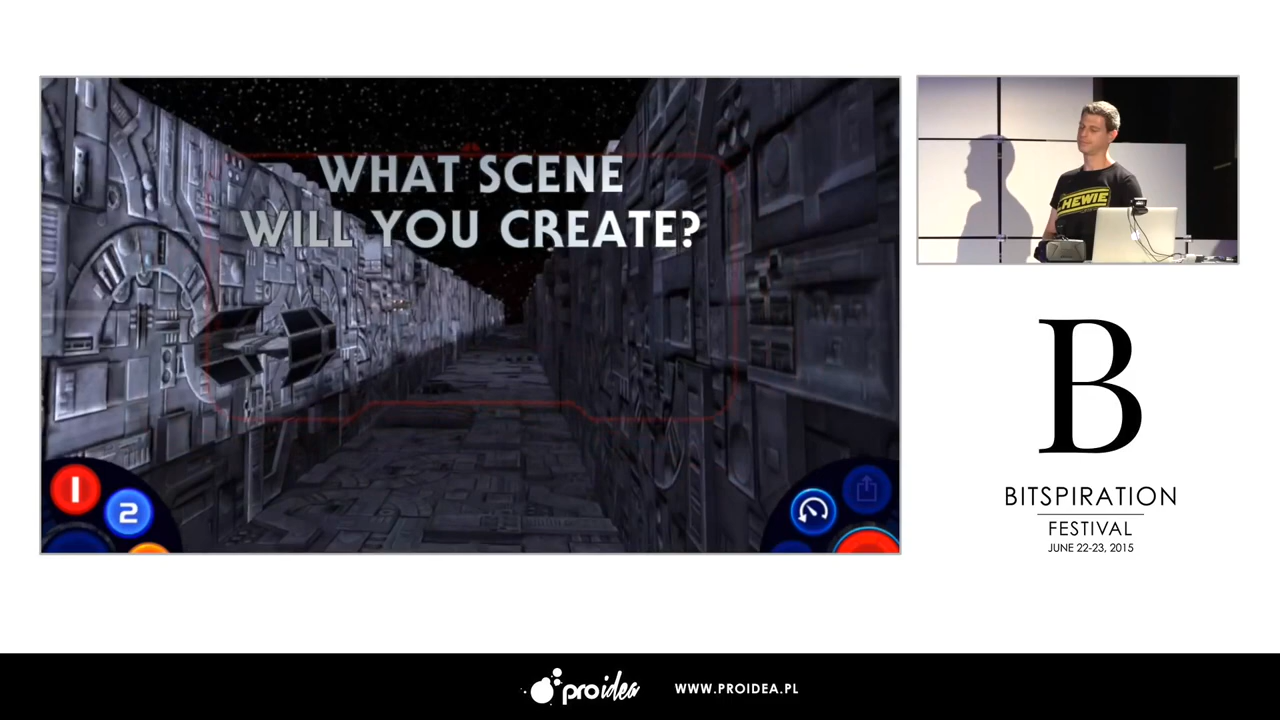 WHAT SCENE
WILL YOU CREATE?
1
2
CHEWIE
B
BITSPIRATION
FESTIVAL
JUNE 22-23, 2015
proidea
WWW.PROIDEA.PL